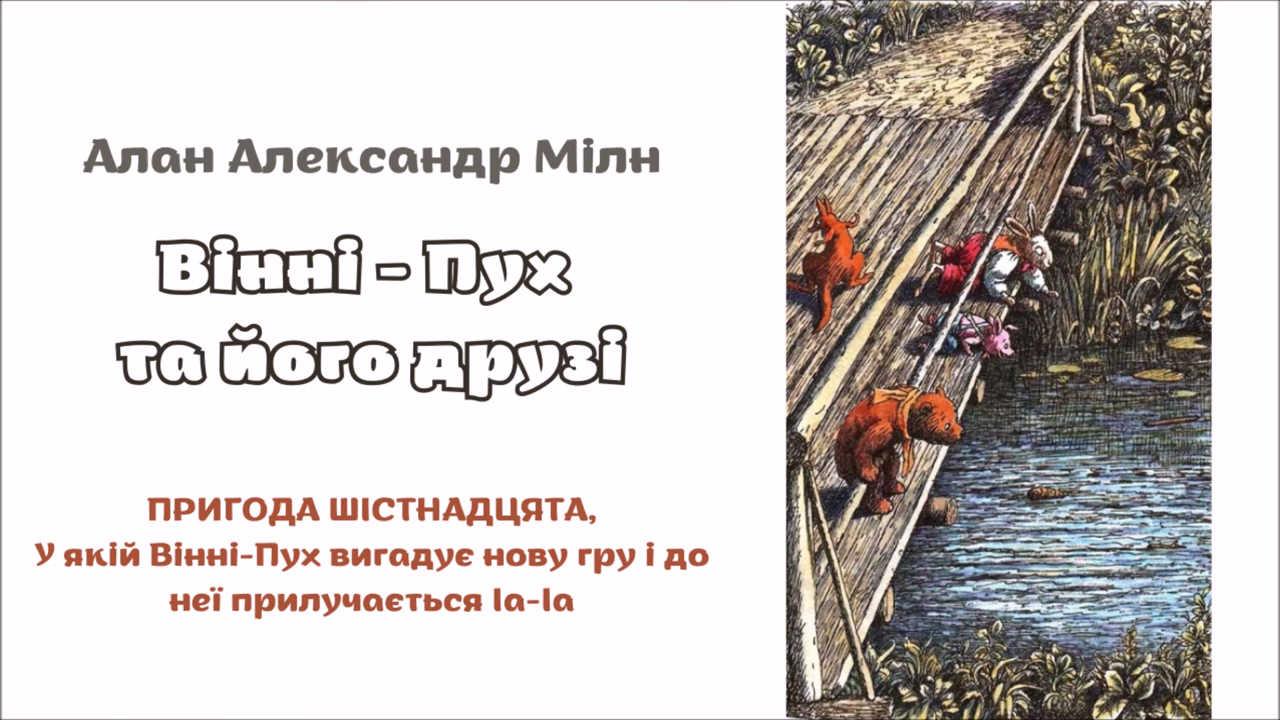 Алан Александр Мілн
Вінні - Пух
та його друзі
ПРИГОДА ШІСТНАДЦЯТА,
У якій Вінні-Пух вигадує нову гру і до
неї прилучається Іа-Іа